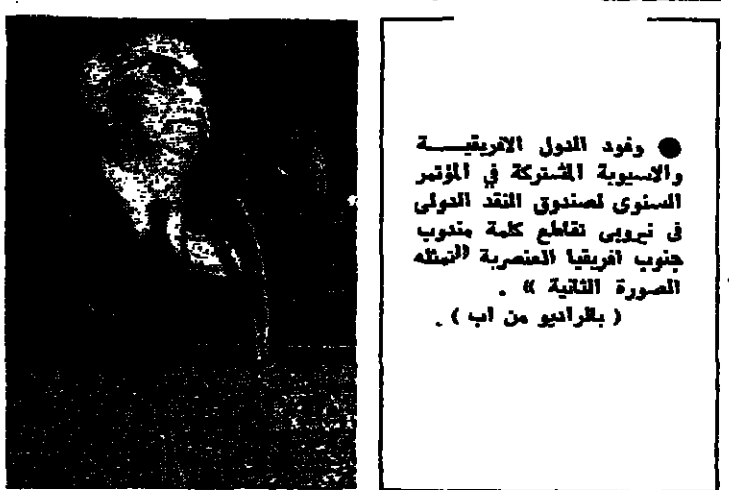 ● وفود الدول الافريقيـــة
والاسيوية المشتركة في المؤتمر
السنوى لصندوق النقد الدولى
فى نيروبى تقاطع كلمة مندوب
جنوب افريقيا العنصرية «تمثله
الصورة الثانية » .
( بالراديو من اب ) .